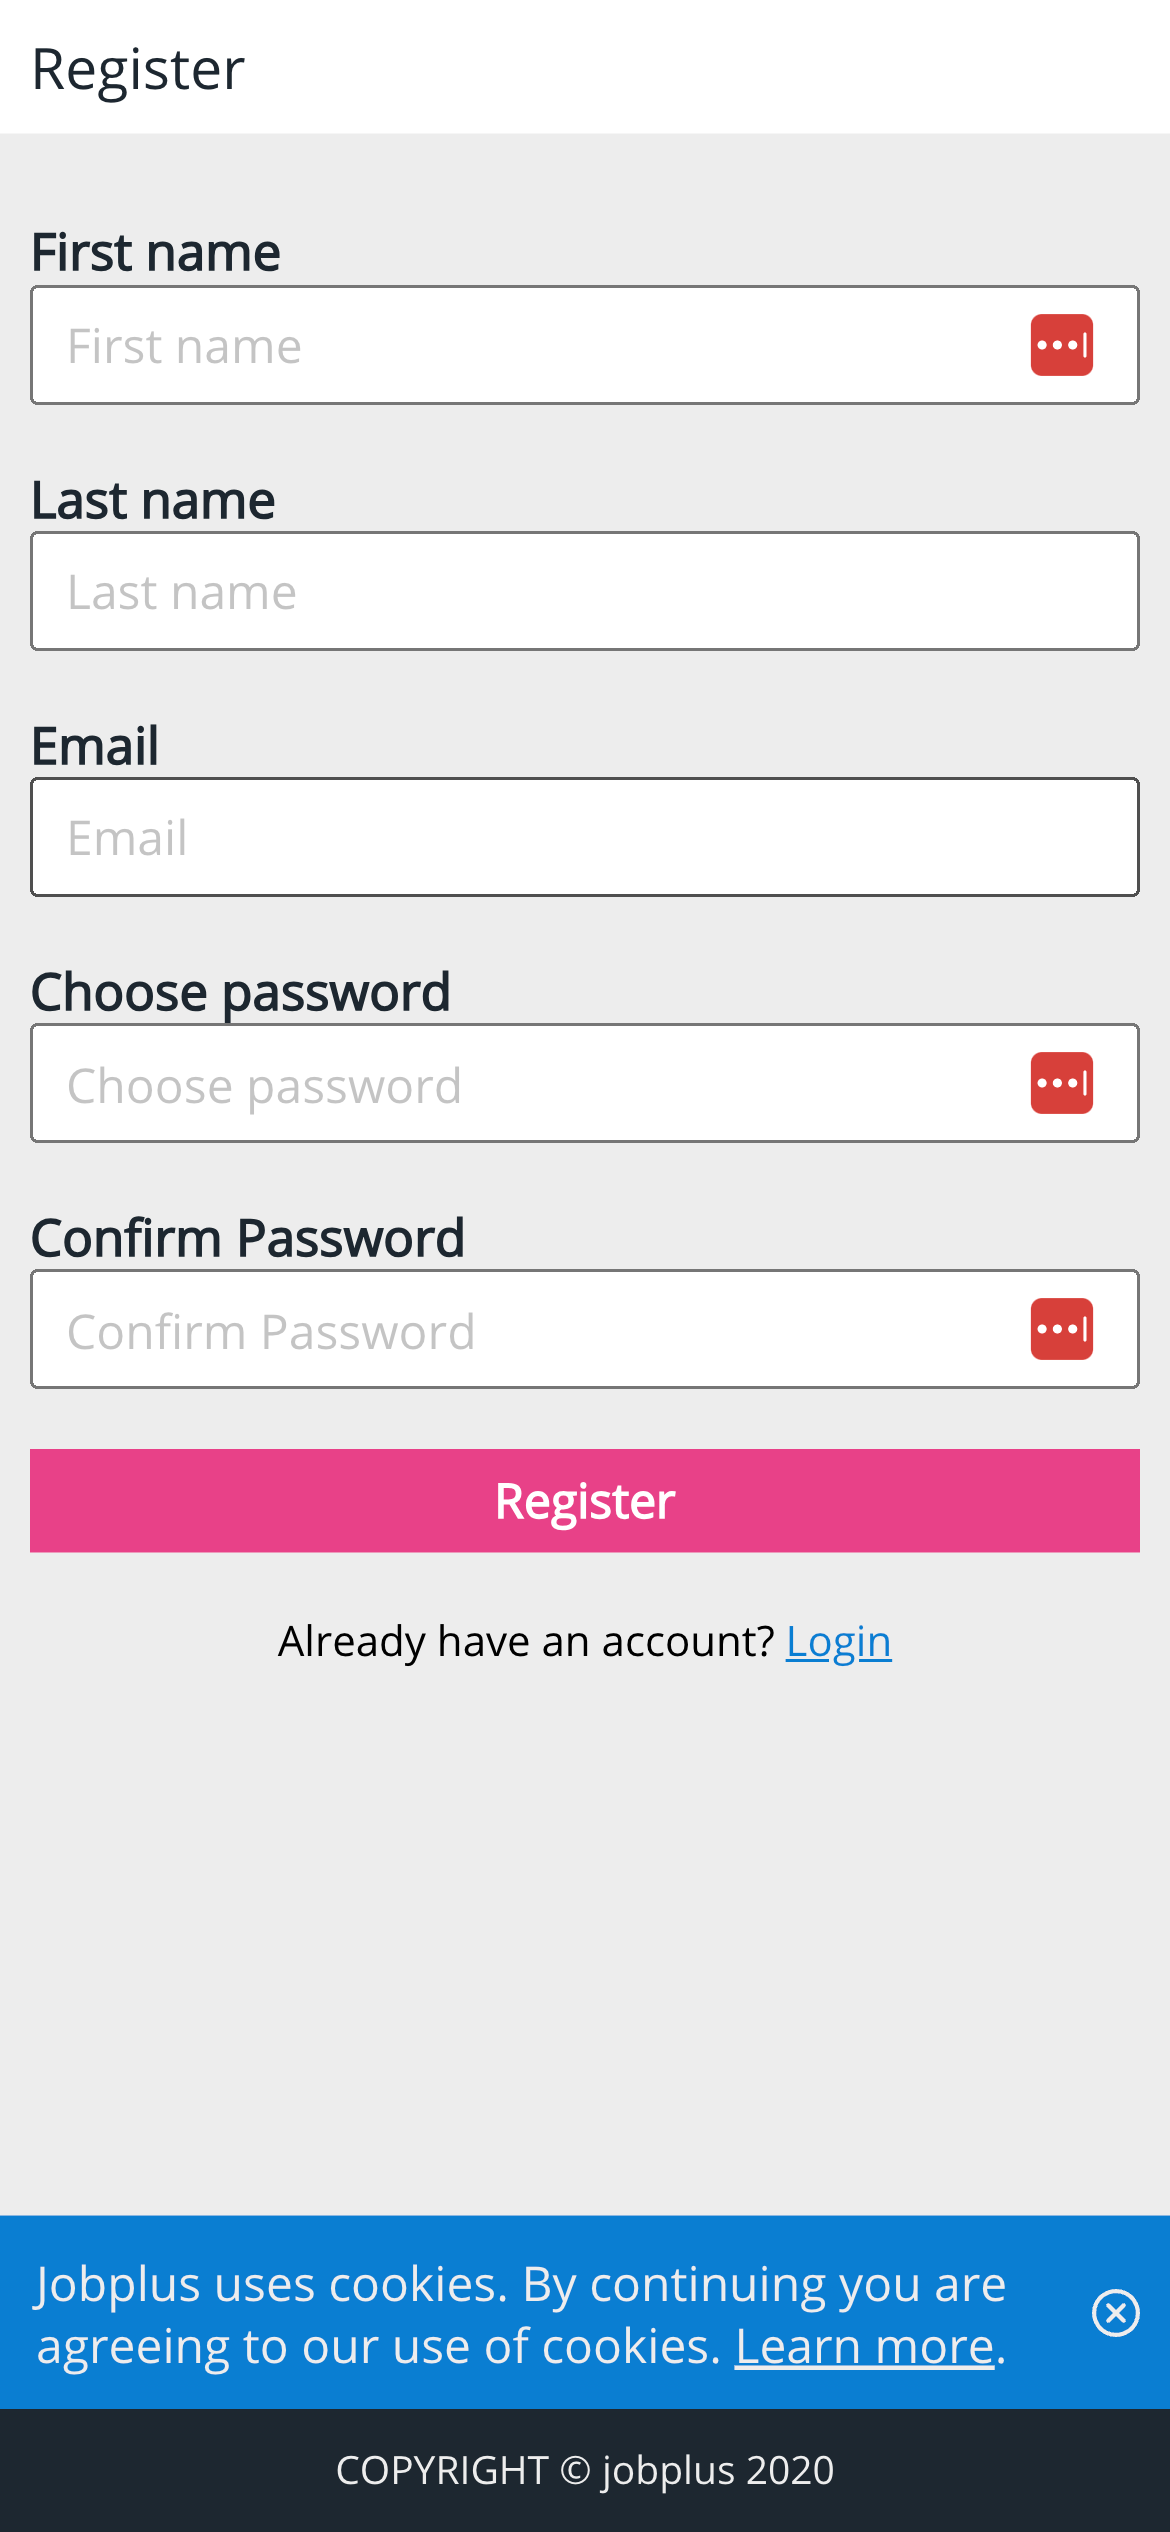 Register
First name
First name
Last name
Last name
Email
Email
Choose password
Choose password
Confirm Password
Confirm Password
Register
Already have an account? Login
Jobplus uses cookies. By continuing you are
agreeing to our use of cookies. Learn more.
COPYRIGHT © jobplus 2020